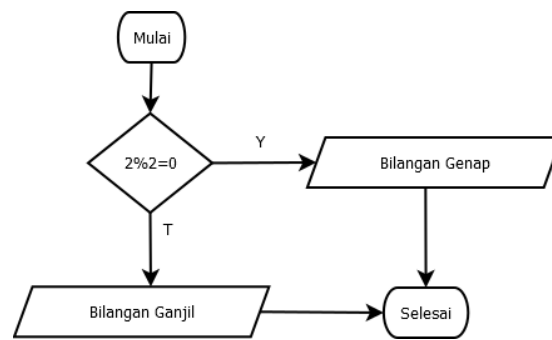 Mulai
2%2=0
Y
Bilangan Genap
T
Bilangan Ganjil
Selesai